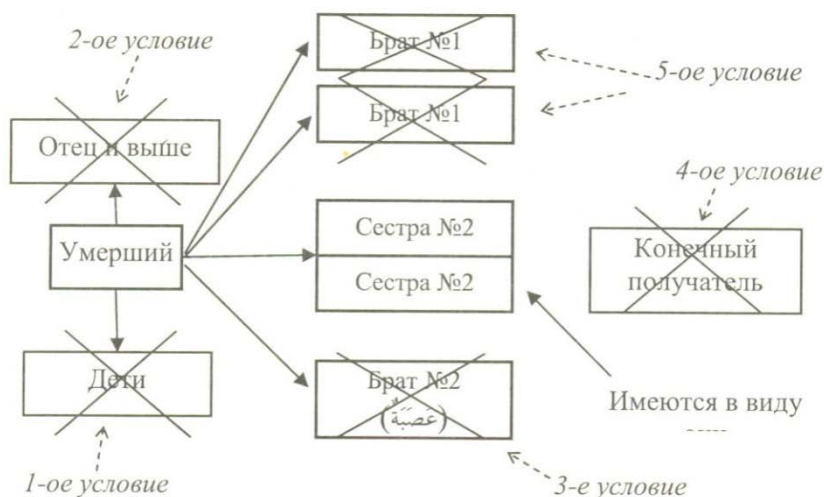 2-ое условие
Брат №1
5-ое условие
Брат №1
Отец и выше
4-ое условие
Умерший
Сестра №2
Сестра №2
Конечный
получатель
Дети
Брат №2
(عَصَبَةٌ)
Имеются в виду
1-ое условие
3-е условие